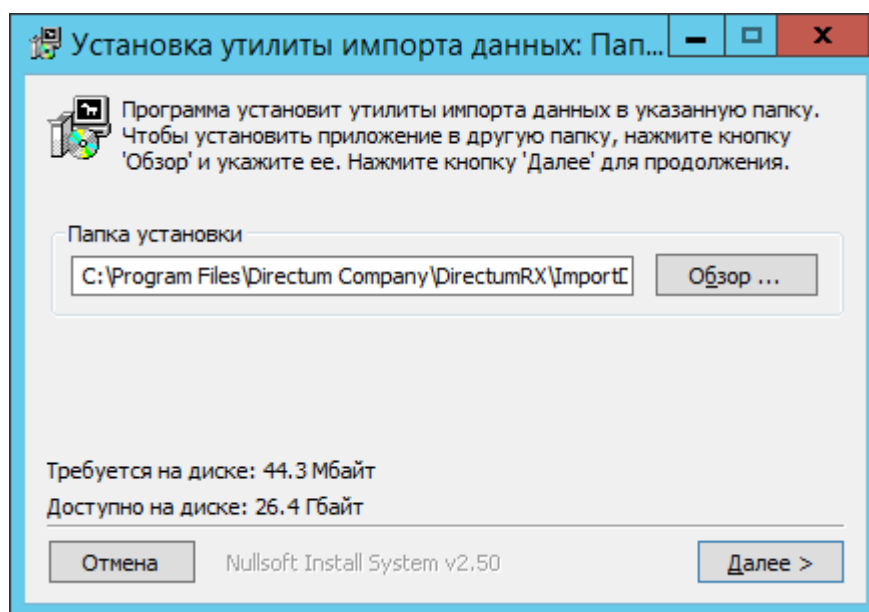 Установка утилиты импорта данных: Пап...
Программа установит утилиты импорта данных в указанную папку.
Чтобы установить приложение в другую папку, нажмите кнопку
'Обзор' и укажите ее. Нажмите кнопку 'Далее' для продолжения.
Папка установки
C:\Program Files\Directum Company\DirectumRX\ImportD
Обзор ...
Требуется на диске: 44.3 Мбайт
Доступно на диске: 26.4 Гбайт
Отмена
Nullsoft Install System v2.50
Далее >